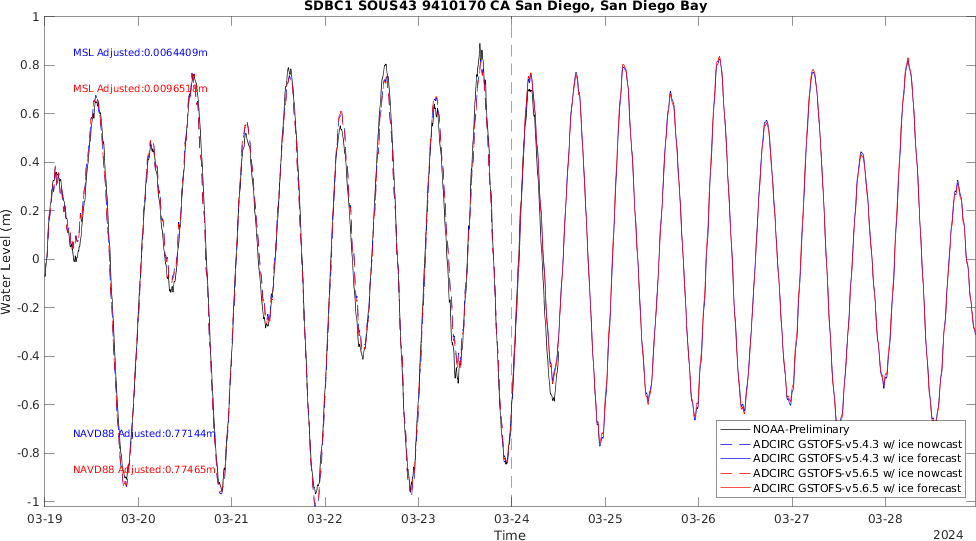 SDBC1 SOUS43 9410170 CA San Diego, San Diego Bay
1
0.8
0.6
0.4
0.2
0
-0.2
-0.4
-0.6
-0.8
-1
Water Level (m)
MSL Adjusted:0.0064409m
MSL Adjusted:0.0096518m
NAVD88 Adjusted:0.77144m
NAVD88 Adjusted:0.77465m
NOAA-Preliminary
ADCIRC GSTOFS-v5.4.3 w/ ice nowcast
ADCIRC GSTOFS-v5.4.3 w/ ice forecast
ADCIRC GSTOFS-v5.6.5 w/ ice nowcast
ADCIRC GSTOFS-v5.6.5 w/ ice forecast
03-19 03-20 03-21 03-22 03-23 03-24 03-25 03-26 03-27 03-28
Time
2024